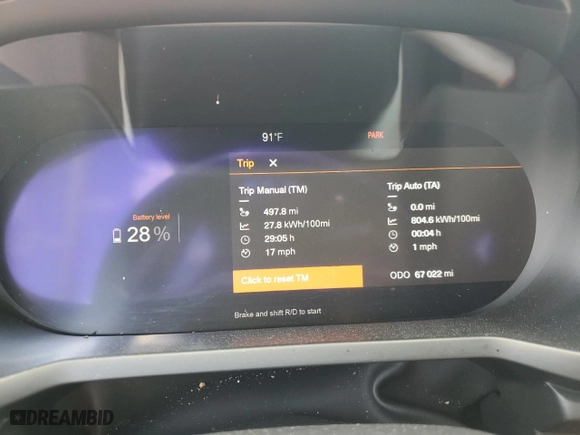 91°F
PARK
Trip ✕
Trip Manual (TM)
497.8 mi
27.8 kWh/100mi
29:05 h
17 mph
Click to reset TM
Trip Auto (TA)
0.0 mi
804.6 kWh/100mi
00:04 h
1 mph
ODO 67 022 mi
Battery level
28 %
Brake and shift R/D to start
DREAMBID